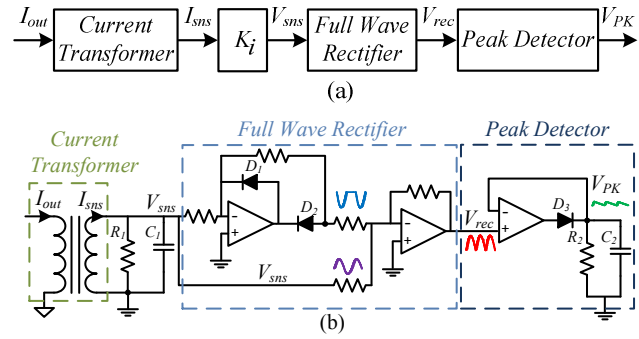 I_out Current Transformer I_sns K_i V_sns Full Wave Rectifier V_rec Peak Detector V_PK
(a)
Current Transformer
Full Wave Rectifier
Peak Detector
I_out I_sns V_sns R_1 C_1
D_1
D_2
- +
V_sns
- +
V_rec
- +
D_3
V_PK
R_2 C_2
(b)